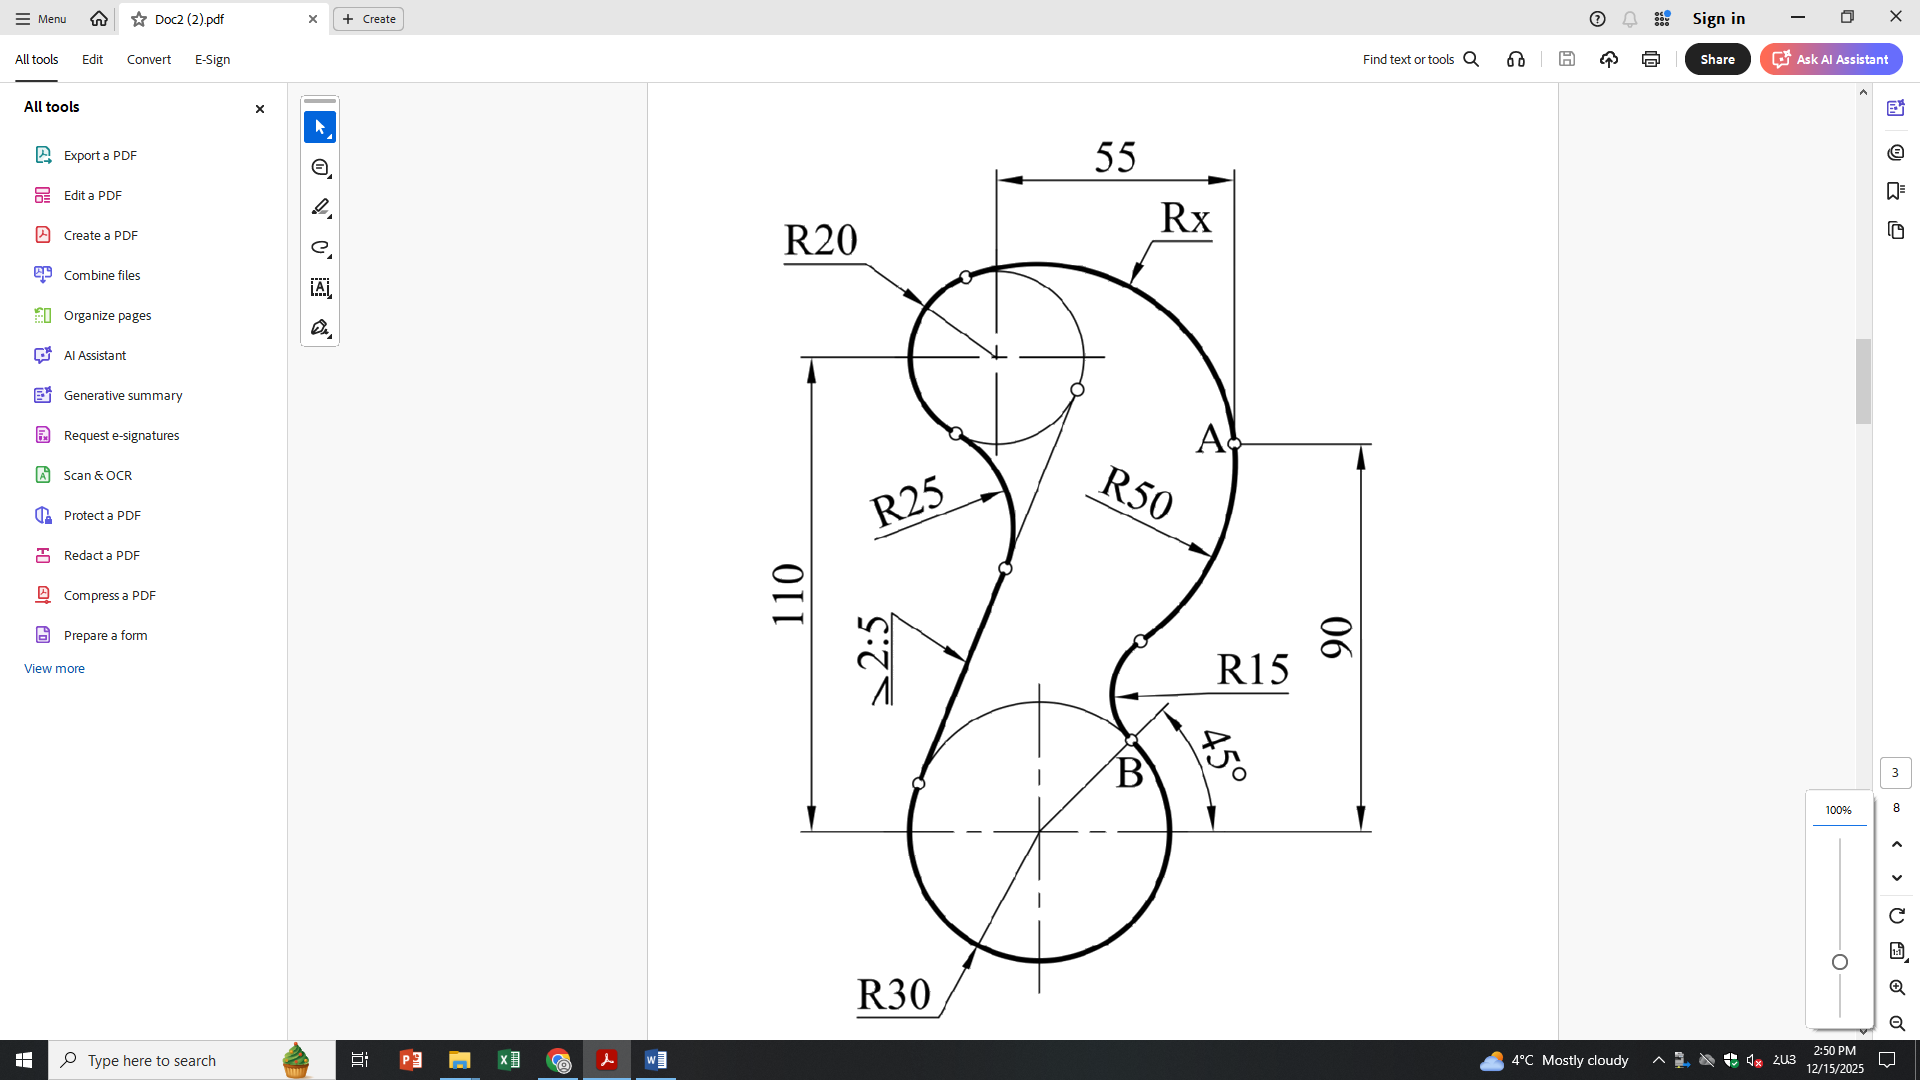 Menu
Doc2 (2).pdf
Create
Sign in
All tools
Edit
Convert
E-Sign
Find text or tools
Share
Ask AI Assistant
All tools
Export a PDF
Edit a PDF
Create a PDF
Combine files
Organize pages
AI Assistant
Generative summary
Request e-signatures
Scan & OCR
Protect a PDF
Redact a PDF
Compress a PDF
Prepare a form
View more
55
Rx
R20
A
R25
R50
110
2:5
90
R15
45°
B
R30
3
8
100%
Type here to search
4°C Mostly cloudy
ՀԱՅ
2:50 PM
12/15/2025